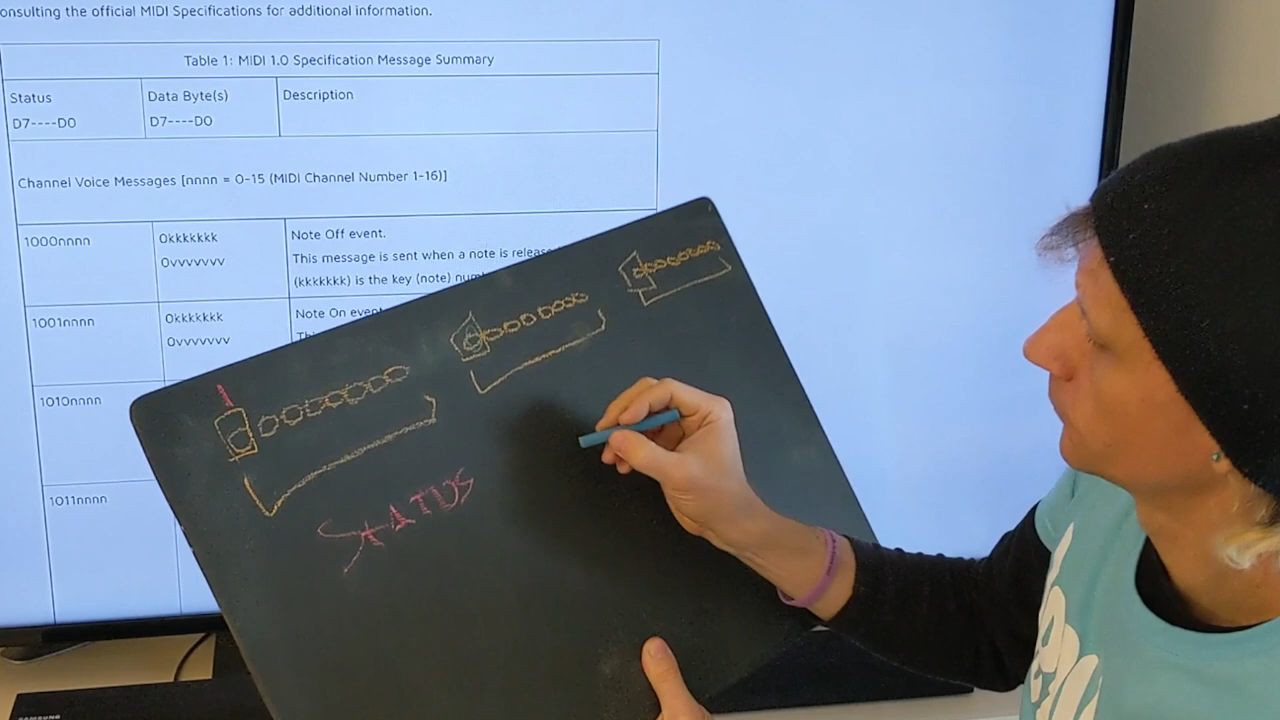 onsulting the official MIDI Specifications for additional information.
Table 1: MIDI 1.0 Specification Message Summary
Status
D7----D0
Data Byte(s)
D7----D0
Description
Channel Voice Messages [nnnn = 0-15 (MIDI Channel Number 1-16)]
1000nnnn
0kkkkkkk
0vvvvvvv
Note Off event.
This message is sent when a note is release
(kkkkkkk) is the key (note) num
1001nnnn
0kkkkkkk
0vvvvvvv
Note On even
Th
1010nnnn
1011nnnn
1
STATUS
SAMSUNG